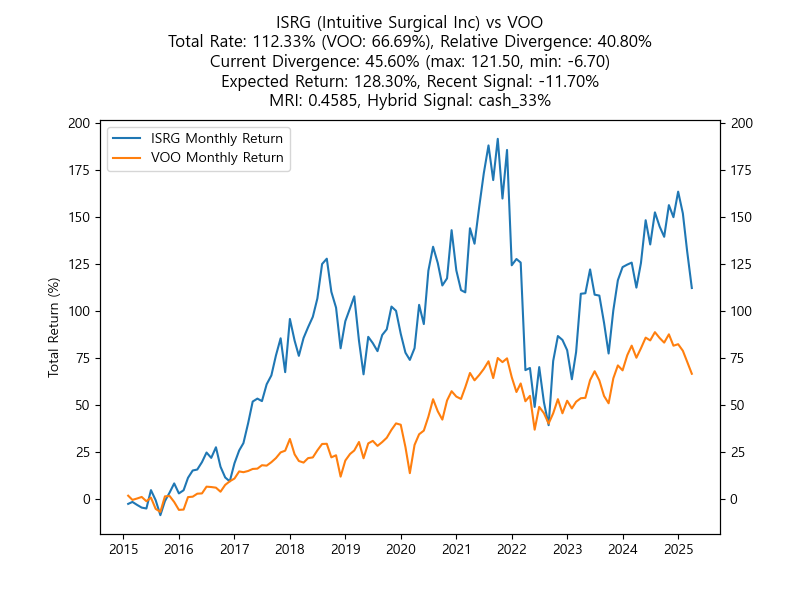 ISRG (Intuitive Surgical Inc) vs VOO
Total Rate: 112.33% (VOO: 66.69%), Relative Divergence: 40.80%
Current Divergence: 45.60% (max: 121.50, min: -6.70)
Expected Return: 128.30%, Recent Signal: -11.70%
MRI: 0.4585, Hybrid Signal: cash_33%
ISRG Monthly Return
VOO Monthly Return
Total Return (%)
200
175
150
125
100
75
50
25
0
200
175
150
125
100
75
50
25
0
2015 2016 2017 2018 2019 2020 2021 2022 2023 2024 2025